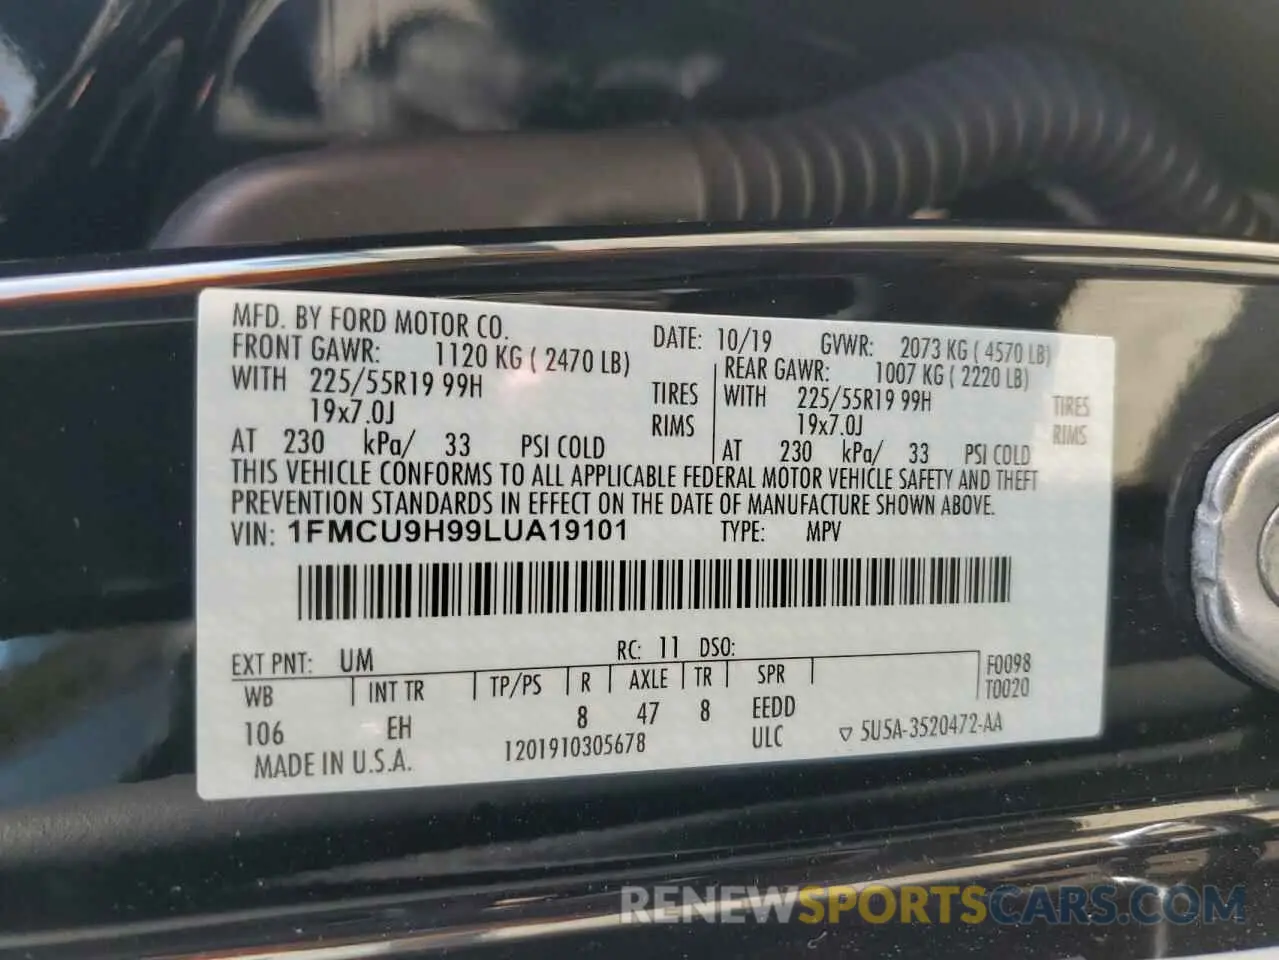 MFD. BY FORD MOTOR CO. DATE: 10/19 GVWR: 2073 KG ( 4570 LB)
FRONT GAWR: 1120 KG ( 2470 LB) REAR GAWR: 1007 KG ( 2220 LB)
WITH 225/55R19 99H TIRES WITH 225/55R19 99H TIRES
19x7.0J RIMS 19x7.0J RIMS
AT 230 kPa/ 33 PSI COLD AT 230 kPa/ 33 PSI COLD
THIS VEHICLE CONFORMS TO ALL APPLICABLE FEDERAL MOTOR VEHICLE SAFETY AND THEFT
PREVENTION STANDARDS IN EFFECT ON THE DATE OF MANUFACTURE SHOWN ABOVE.
VIN: 1FMCU9H99LUA19101 TYPE: MPV
EXT PNT: UM RC: 11 DSO:
WB INT TR TP/PS R AXLE TR SPR F0098
T0020
106 EH 8 47 8 EEDD
MADE IN U.S.A. 1201910305678 ULC ▽ 5U5A-3520472-AA
RENEWSPORTSCARS.COM